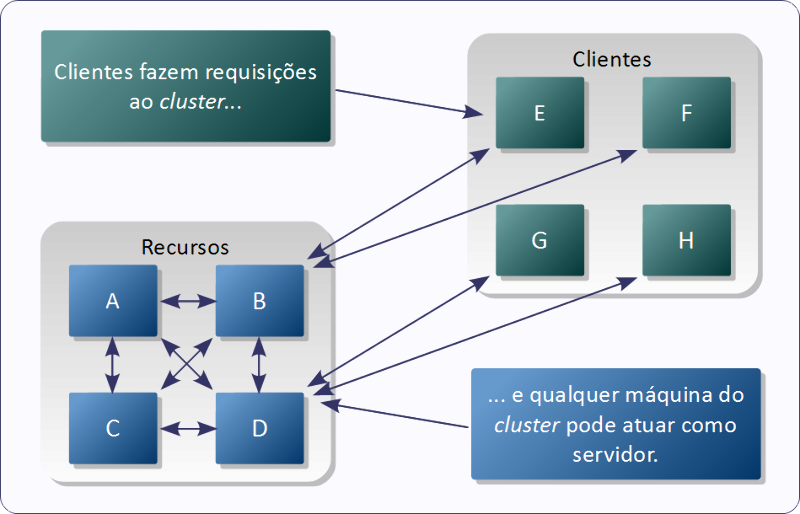 Clientes fazem requisições
ao cluster...
Clientes
E
F
G
H
Recursos
A
B
C
D
... e qualquer máquina do
cluster pode atuar como
servidor.